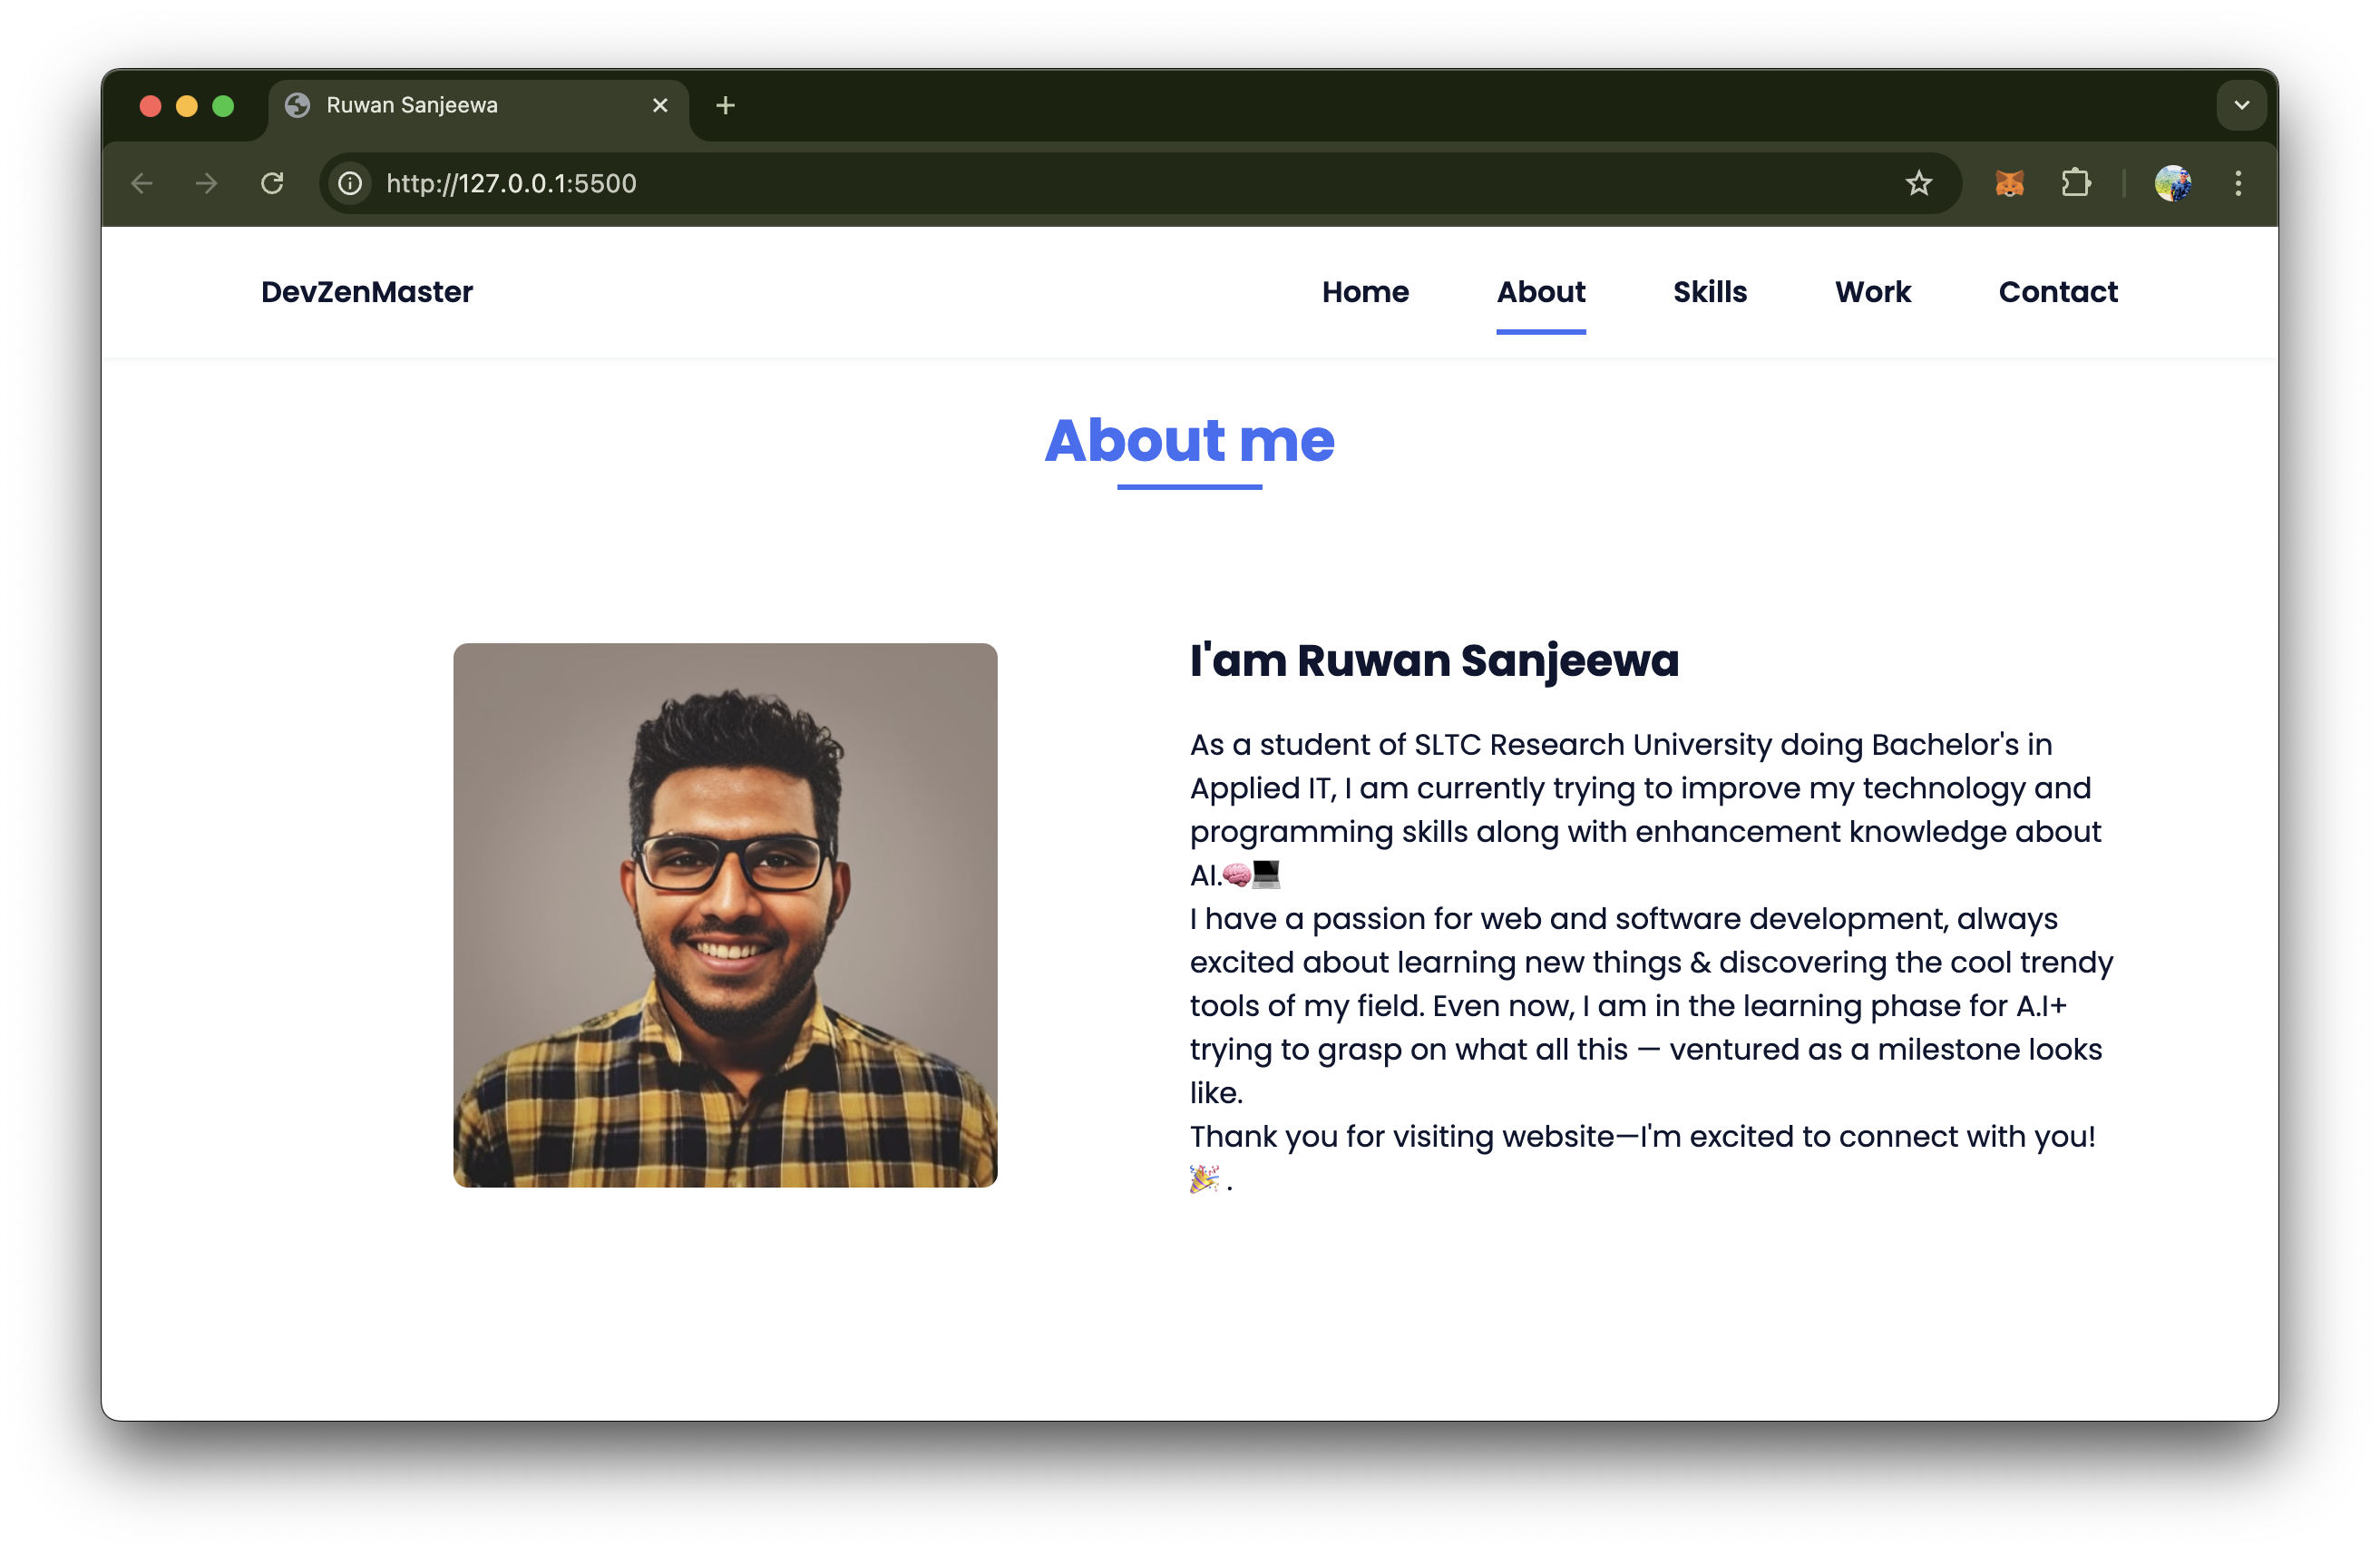 Ruwan Sanjeewa
http://127.0.0.1:5500
DevZenMaster
Home
About
Skills
Work
Contact
About me
I'am Ruwan Sanjeewa
As a student of SLTC Research University doing Bachelor's in
Applied IT, I am currently trying to improve my technology and
programming skills along with enhancement knowledge about
AI.🧠💻
I have a passion for web and software development, always
excited about learning new things & discovering the cool trendy
tools of my field. Even now, I am in the learning phase for A.I+
trying to grasp on what all this — ventured as a milestone looks
like.
Thank you for visiting website—I'm excited to connect with you!
🎉 .